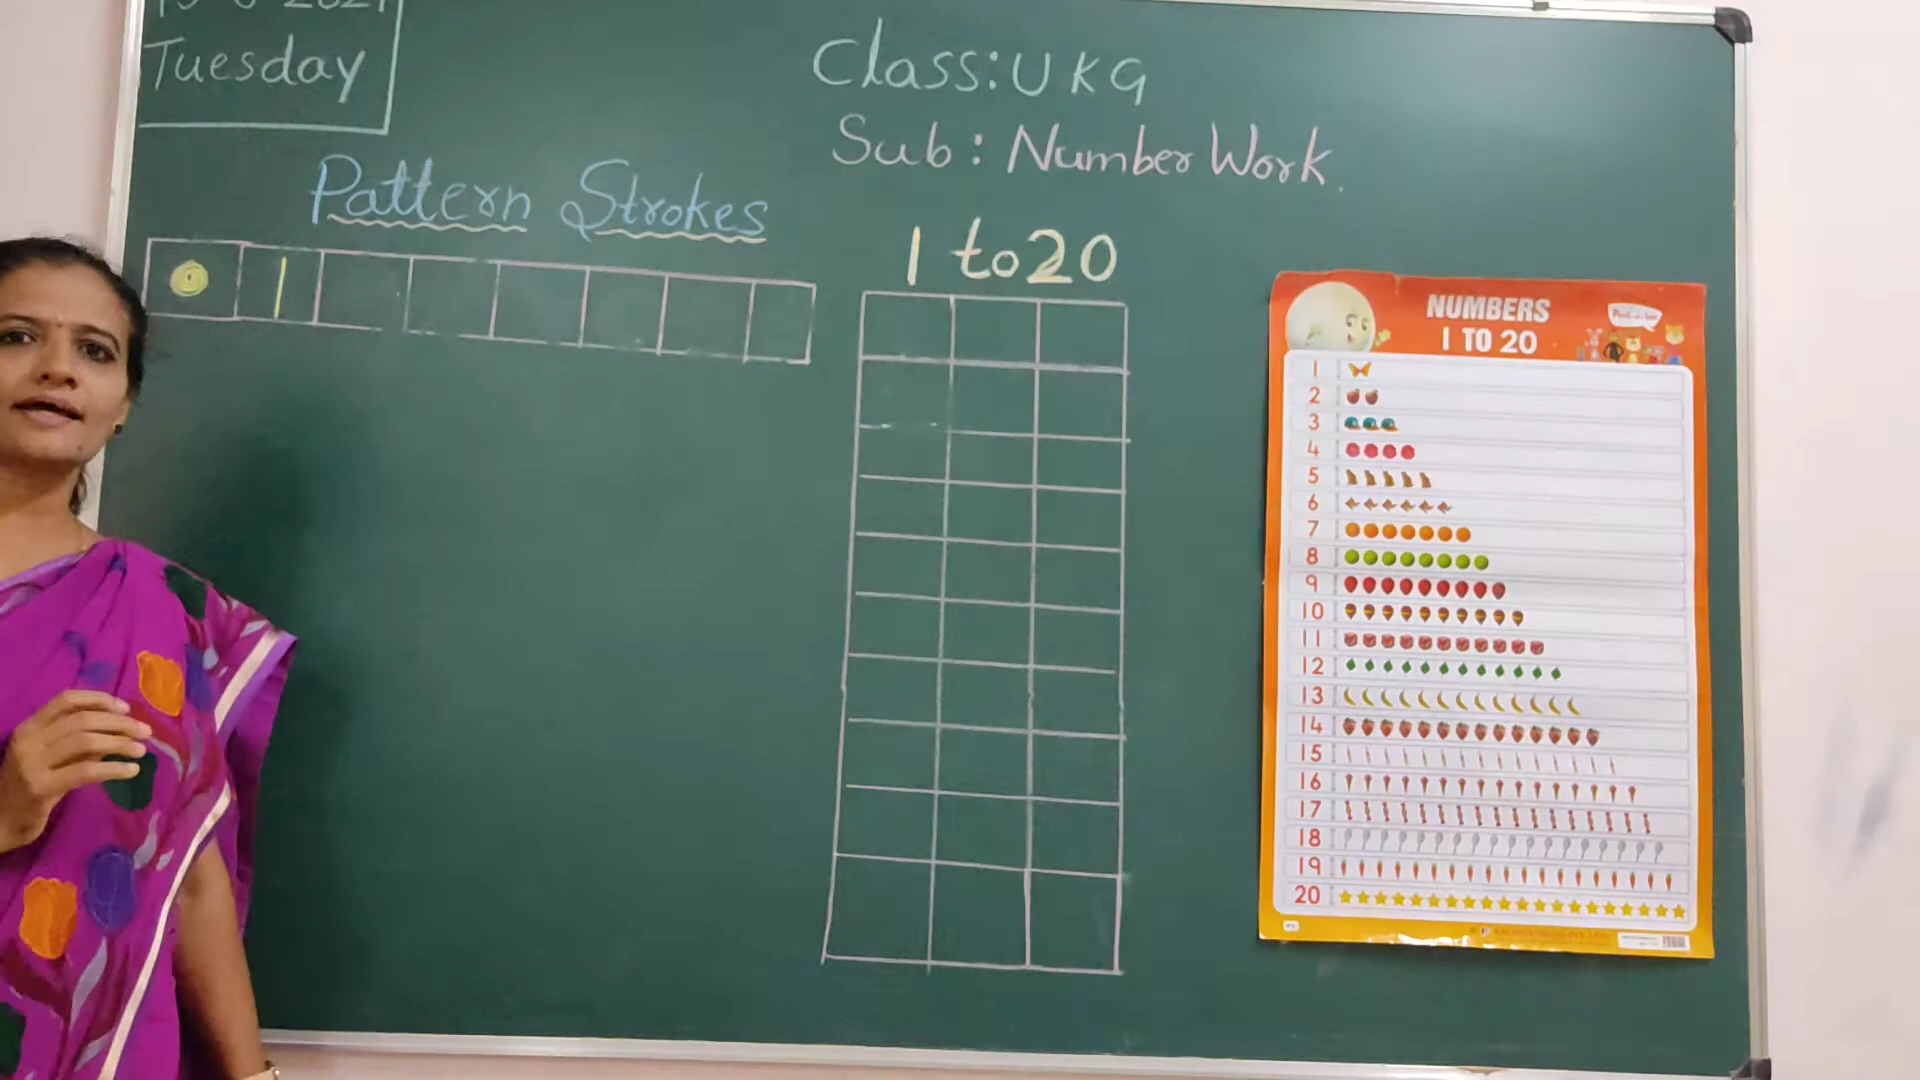 Tuesday
Class: UKG
Sub: Number Work.
Pattern Strokes
1 to 20
NUMBERS
1 TO 20
1
2
3
4
5
6
7
8
9
10
11
12
13
14
15
16
17
18
19
20